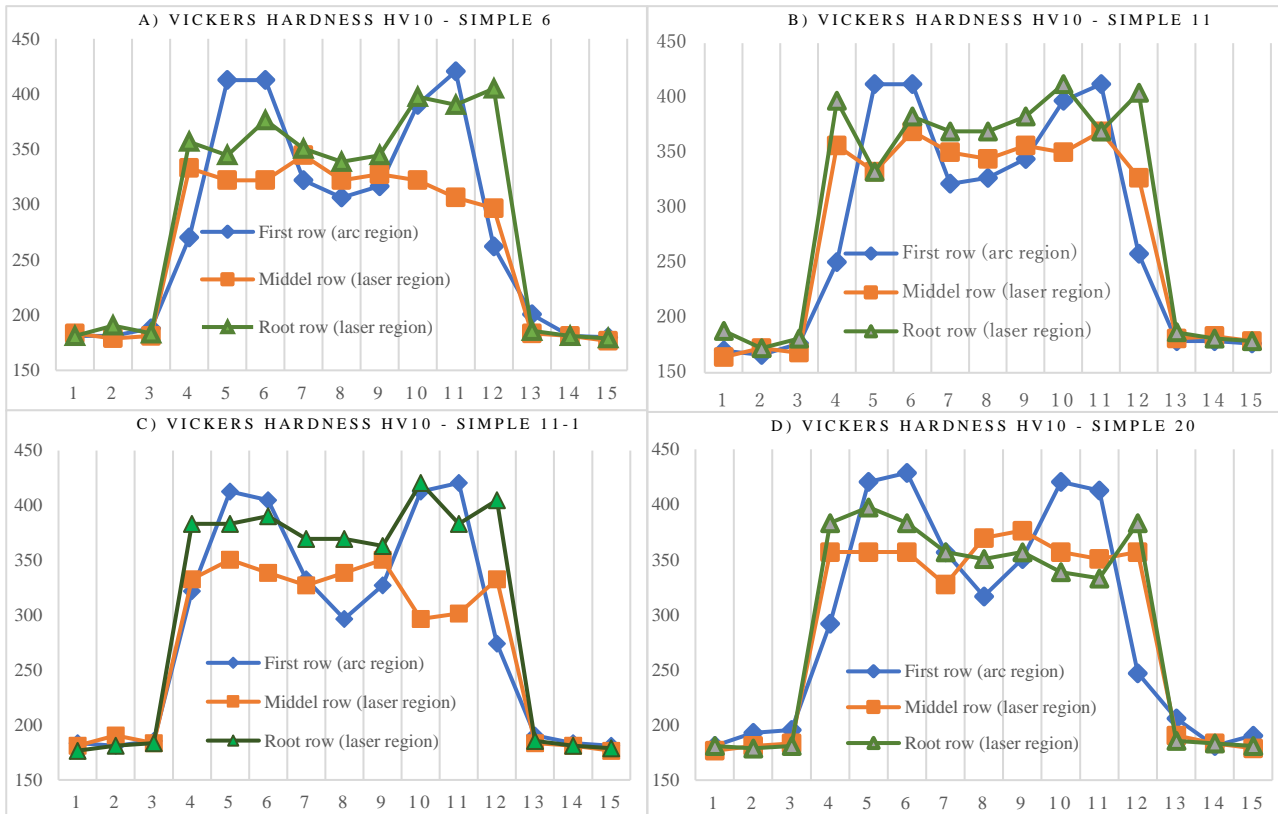 A) VICKERS HARDNESS HV10 - SIMPLE 6
450
400
350
300
250
200
150
First row (arc region)
Middel row (laser region)
Root row (laser region)
1 2 3 4 5 6 7 8 9 10 11 12 13 14 15
B) VICKERS HARDNESS HV10 - SIMPLE 11
450
400
350
300
250
200
150
First row (arc region)
Middel row (laser region)
Root row (laser region)
1 2 3 4 5 6 7 8 9 10 11 12 13 14 15
C) VICKERS HARDNESS HV10 - SIMPLE 11-1
450
400
350
300
250
200
150
First row (arc region)
Middel row (laser region)
Root row (laser region)
1 2 3 4 5 6 7 8 9 10 11 12 13 14 15
D) VICKERS HARDNESS HV10 - SIMPLE 20
450
400
350
300
250
200
150
First row (arc region)
Middel row (laser region)
Root row (laser region)
1 2 3 4 5 6 7 8 9 10 11 12 13 14 15